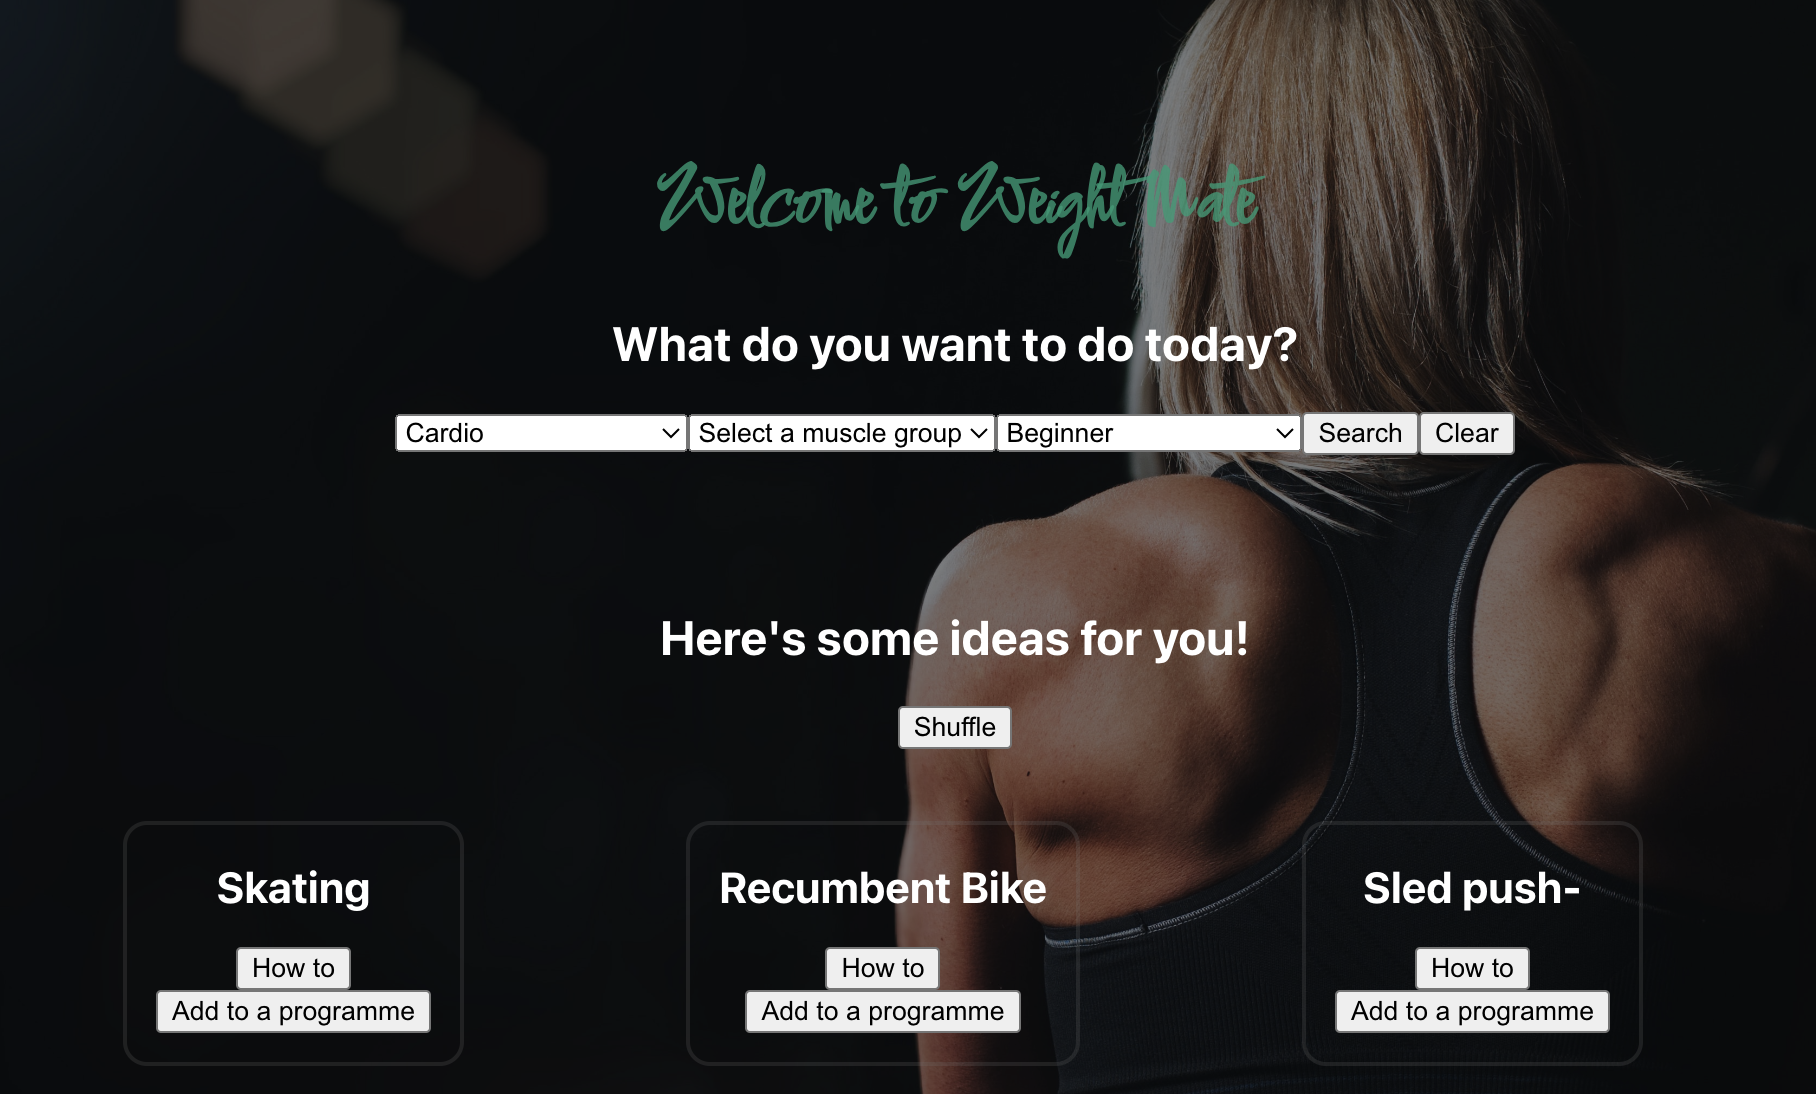 Welcome to Weight Mate
What do you want to do today?
Cardio Select a muscle group Beginner Search Clear
Here's some ideas for you!
Shuffle
Skating Recumbent Bike Sled push-
How to How to How to
Add to a programme Add to a programme Add to a programme